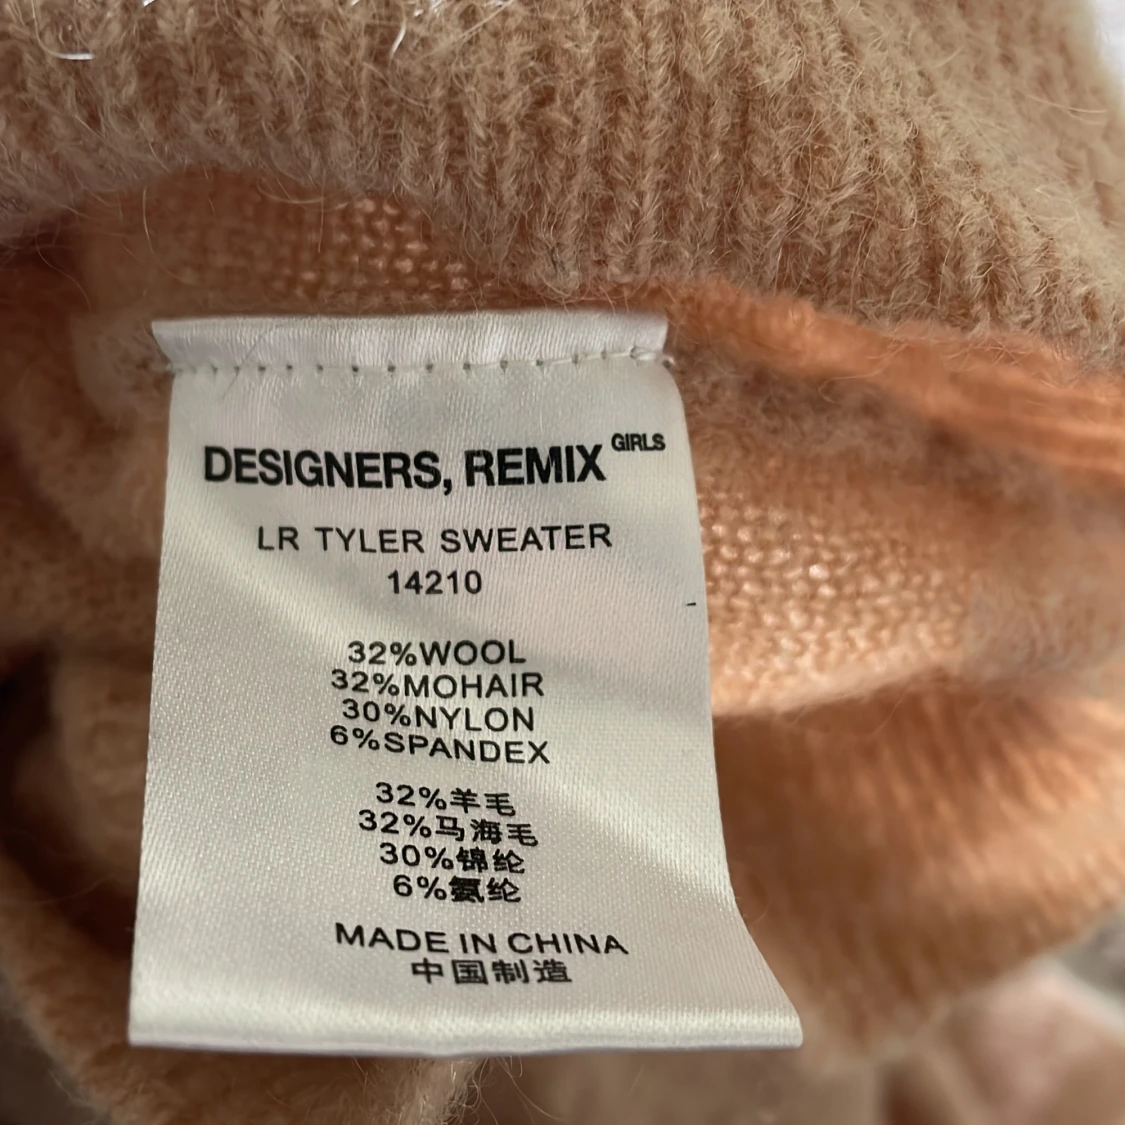 DESIGNERS, REMIX GIRLS
LR TYLER SWEATER
14210
32%WOOL
32%MOHAIR
30%NYLON
6%SPANDEX
32%羊毛
32%马海毛
30%锦纶
6%氨纶
MADE IN CHINA
中国制造